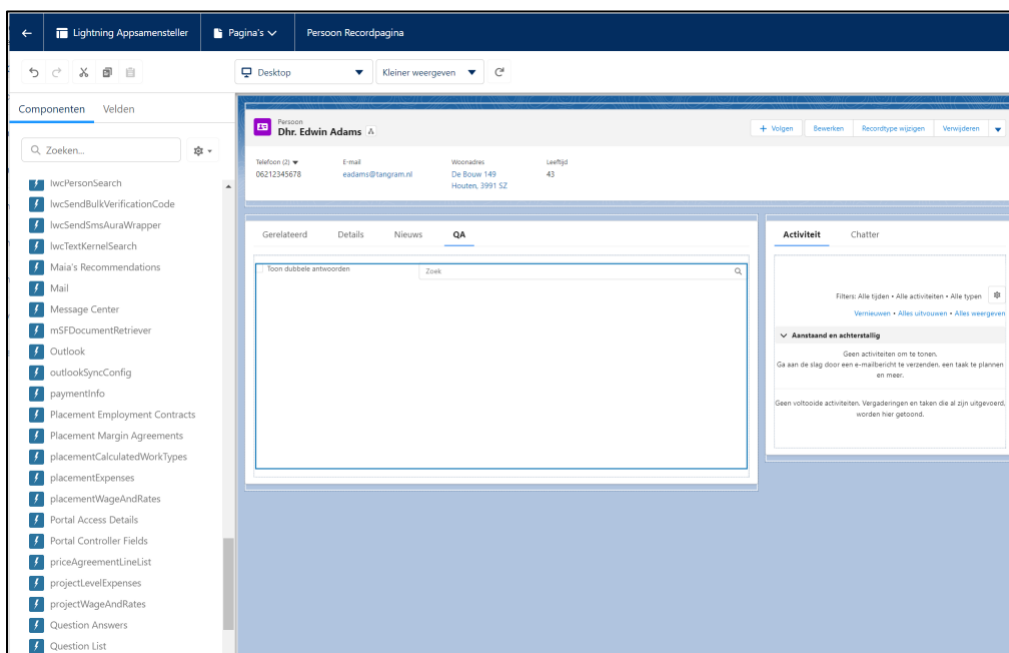 Lightning Appsamensteller
Pagina's
Persoon Recordpagina
Desktop
Kleiner weergeven
Componenten
Velden
Zoeken...
lwcPersonSearch
lwcSendBulkVerificationCode
lwcSendSmsAuraWrapper
lwcTextKernelSearch
Maia's Recommendations
Mail
Message Center
mSFDocumentRetriever
Outlook
outlookSyncConfig
paymentInfo
Placement Employment Contracts
Placement Margin Agreements
placementCalculatedWorkTypes
placementExpenses
placementWageAndRates
Portal Access Details
Portal Controller Fields
priceAgreementLineList
projectLevelExpenses
projectWageAndRates
Question Answers
Question List
Persoon
Dhr. Edwin Adams
+ Volgen
Bewerken
Recordtype wijzigen
Verwijderen
Telefoon (2)
E-mail
Woonadres
Leeftijd
06212345678
eadams@tangram.nl
De Bouw 149
43
Houten, 3991 SZ
Gerelateerd
Details
Nieuws
QA
Toon dubbele antwoorden
Zoek
Activiteit
Chatter
Filters: Alle tijden • Alle activiteiten • Alle typen
Vernieuwen • Alles uitvouwen • Alles weergeven
Aanstaand en achterstallig
Geen activiteiten om te tonen.
Ga aan de slag door een e-mailbericht te verzenden, een taak te plannen
en meer.
Geen voltooide activiteiten. Vergaderingen en taken die al zijn uitgevoerd,
worden hier getoond.